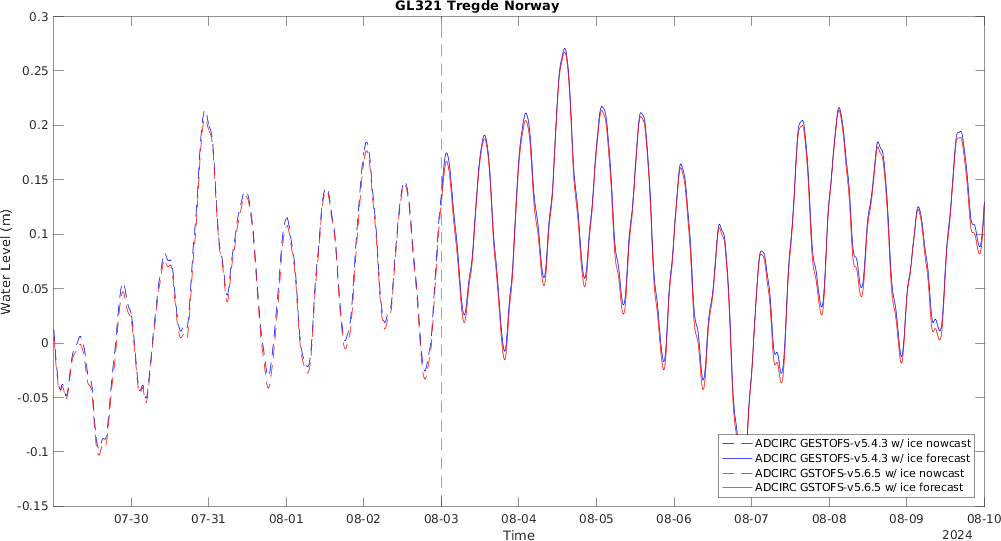 GL321 Tregde Norway
0.3
0.25
0.2
0.15
0.1
0.05
0
-0.05
-0.1
-0.15
Water Level (m)
ADCIRC GESTOFS-v5.4.3 w/ ice nowcast
ADCIRC GESTOFS-v5.4.3 w/ ice forecast
ADCIRC GSTOFS-v5.6.5 w/ ice nowcast
ADCIRC GSTOFS-v5.6.5 w/ ice forecast
07-30 07-31 08-01 08-02 08-03 08-04 08-05 08-06 08-07 08-08 08-09 08-10
Time
2024